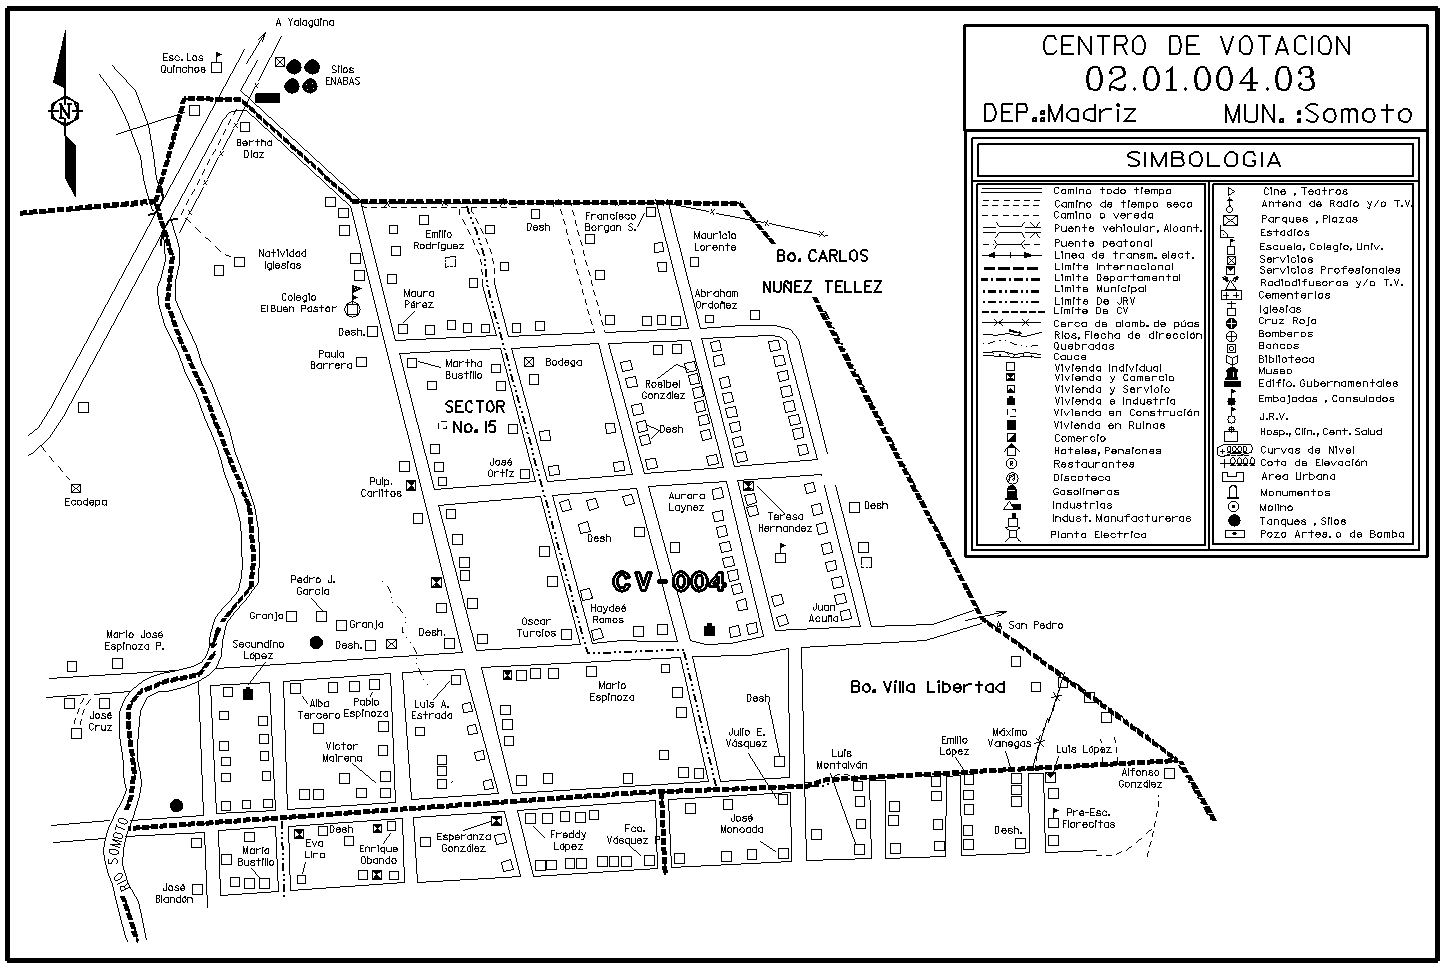 CENTRO DE VOTACION
02.01.004.03
DEP.:Madriz MUN. :Somoto
SIMBOLOGIA
Camino todo tiempo
Camino de tiempo seco
Camino o vereda
Puente vehicular, Alcant.
Puente peatonal
Linea de transm. elect.
Limite Internacional
Limite Departamental
Limite Municipal
Limite De JRV
Limite De CV
Cerca de alamb. de púas
Rios, Flecha de dirección
Quebradas
Cauce
Vivienda Individual
Vivienda y Comercio
Vivienda y Servicio
Vivienda e Industria
Vivienda en Construción
Vivienda en Ruinas
Comercio
Hoteles, Pensiones
Restaurantes
Discoteca
Gasolineras
Industrias
Indust. Manufactureras
Planta Electrica
Cine , Teatros
Antena de Radio y/o T.V.
Parques , Plazas
Estadios
Escuela, Colegio, Univ.
Servicios
Servicios Profesionales
Radiodifusoras y/o T.V.
Cementerios
Iglesias
Cruz Roja
Bomberos
Bancos
Biblioteca
Museo
Edific. Gubernamentales
Embajadas , Consulados
J.R.V.
Hosp., Clin., Cent. Salud
Curvas de Nivel
Cota de Elevación
Area Urbana
Monumentos
Molino
Tanques , Silos
Pozo Artes. o de Bomba
A Yalagüina
Esc. Los
Quinchos
Silos
ENABAS
N
Bertha
Díaz
Natividad
Iglesias
Colegio
El Buen Pastor
Desh.
Paula
Barrera
Emilio
Rodríguez
Desh
Francisco
Borgan S.
Mauricio
Lorente
Bo. CARLOS
NUÑEZ TELLEZ
Maura
Pérez
Abraham
Ordoñez
Martha
Bustillo
Bodega
Rosibel
González
SECTOR
No. 15
Desh
José
Ortíz
Pulp.
Carlitos
Ecodepa
Aurora
Laynez
Teresa
Hernandez
Desh
Desh
CV-004
Pedro J.
García
Granja
Granja
Haydeé
Ramos
Juan
Acuña
Oscar
Turcios
Desh.
Desh.
A San Pedro
Mario José
Espinoza P.
Secundino
López
José
Cruz
Alba
Tercero
Pablo
Espinoza
Luis A.
Estrada
Mario
Espinoza
Bo. Villa Libertad
Desh
Victor
Mairena
Julio E.
Vásquez
Luis
Montalván
Emilio
López
Máximo
Vanegas
Luis López
Alfonso
González
RIO SOMOTO
Desh
Eva
Lira
María
Bustillo
Enrique
Obando
Esperanza
González
Freddy
López
Fco.
Vásquez P
José
Moncada
Desh.
Pre-Esc.
Florecitas
José
Blandón